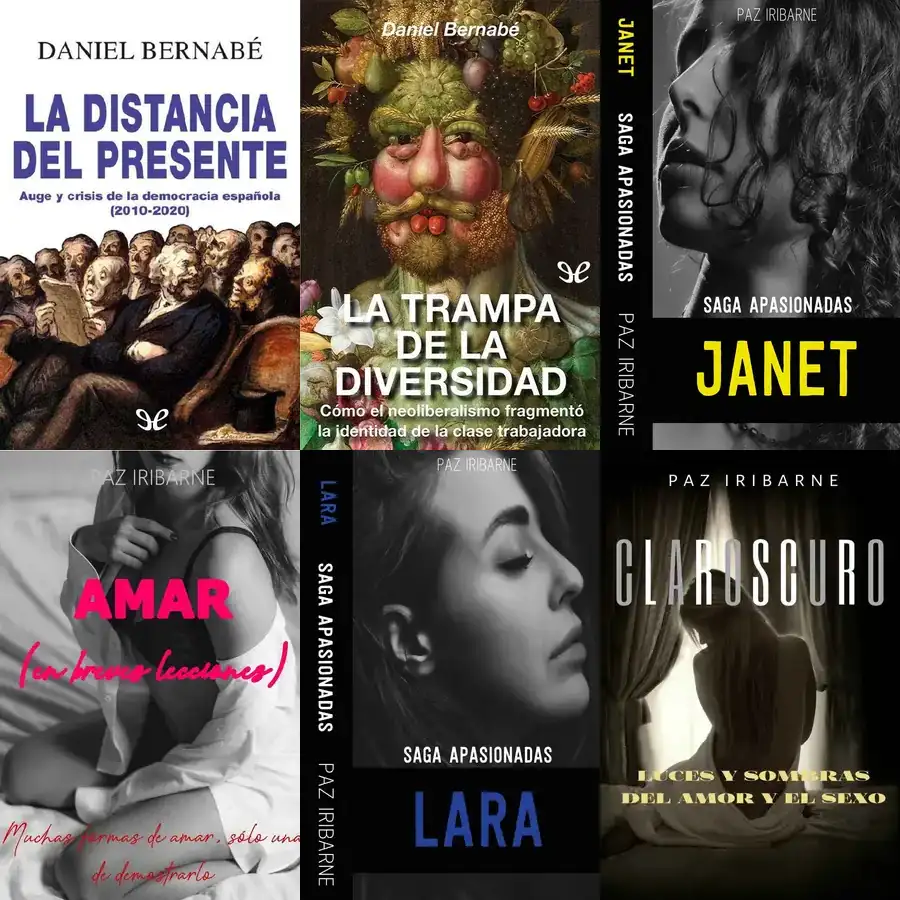 DANIEL BERNABÉ
LA DISTANCIA
DEL PRESENTE
Auge y crisis de la democracia española
(2010-2020)
Daniel Bernabé
LA TRAMPA
DE LA
DIVERSIDAD
Cómo el neoliberalismo fragmentó
la identidad de la clase trabajadora
JANET
SAGA APASIONADAS
PAZ IRIBARNE
PAZ IRIBARNE
SAGA APASIONADAS
JANET
PAZ IRIBARNE
AMAR
(en breves lecciones)
Muchas formas de amar, sólo una
de demostrarlo
LARA
SAGA APASIONADAS
PAZ IRIBARNE
PAZ IRIBARNE
SAGA APASIONADAS
LARA
PAZ IRIBARNE
CLAROSCURO
LUCES Y SOMBRAS
DEL AMOR Y EL SEXO